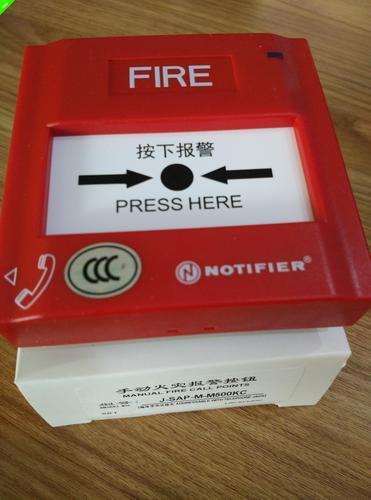 FIRE
按下报警
PRESS HERE
CCC
NOTIFIER®
手动火灾报警按钮
MANUAL FIRE CALL POINTS
J-SAP-M-M500KC